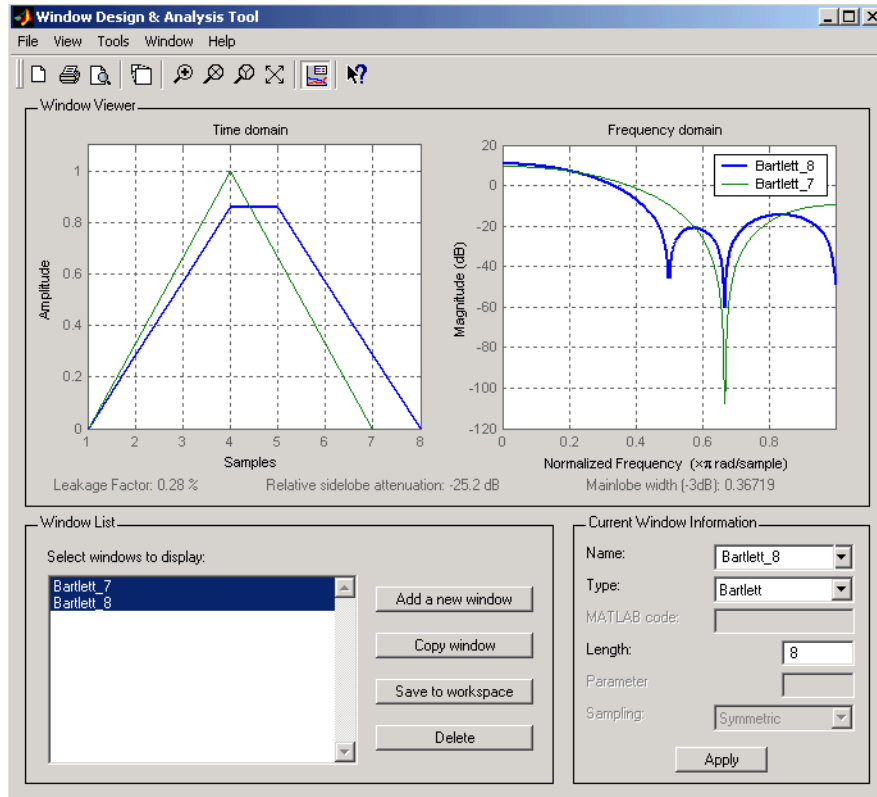 Window Design & Analysis Tool
File View Tools Window Help
Window Viewer
Time domain
1
0.8
0.6
0.4
0.2
0
Amplitude
1 2 3 4 5 6 7 8
Samples
Frequency domain
20
0
-20
-40
-60
-80
-100
-120
Magnitude (dB)
Bartlett_8
Bartlett_7
0 0.2 0.4 0.6 0.8
Normalized Frequency (×π rad/sample)
Leakage Factor: 0.28 % Relative sidelobe attenuation: -25.2 dB Mainlobe width (-3dB): 0.36719
Window List
Select windows to display:
Bartlett_7
Bartlett_8
Add a new window
Copy window
Save to workspace
Delete
Current Window Information
Name: Bartlett_8
Type: Bartlett
MATLAB code:
Length: 8
Parameter
Sampling: Symmetric
Apply